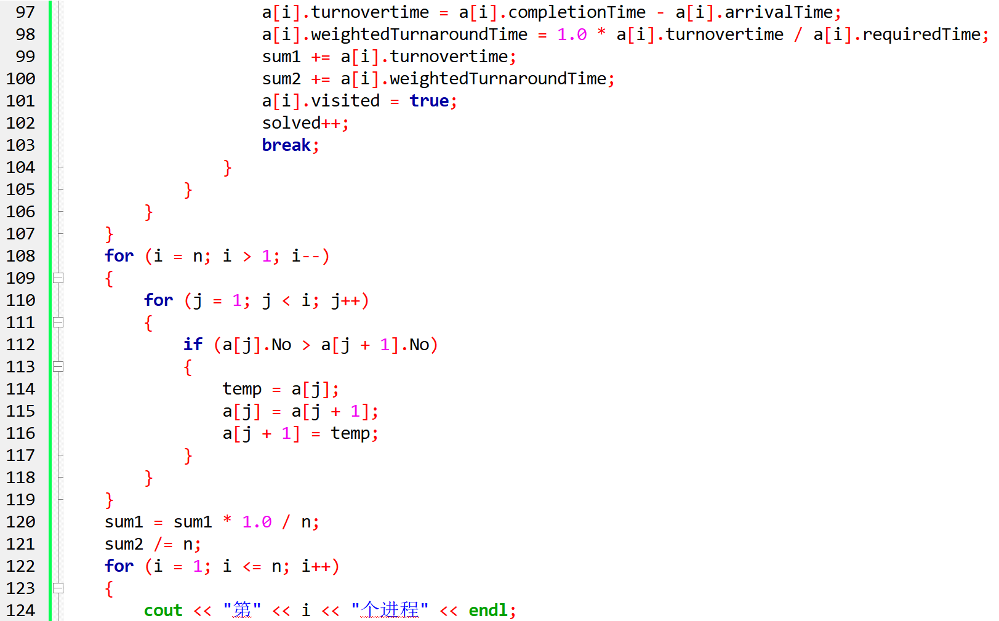 97 a[i].turnovertime = a[i].completionTime - a[i].arrivalTime;
98 a[i].weightedTurnaroundTime = 1.0 * a[i].turnovertime / a[i].requiredTime;
99 sum1 += a[i].turnovertime;
100 sum2 += a[i].weightedTurnaroundTime;
101 a[i].visited = true;
102 solved++;
103 break;
104 }
105 }
106 }
107 }
108 for (i = n; i > 1; i--)
109 {
110 for (j = 1; j < i; j++)
111 {
112 if (a[j].No > a[j + 1].No)
113 {
114 temp = a[j];
115 a[j] = a[j + 1];
116 a[j + 1] = temp;
117 }
118 }
119 }
120 sum1 = sum1 * 1.0 / n;
121 sum2 /= n;
122 for (i = 1; i <= n; i++)
123 {
124 cout << "第" << i << "个进程" << endl;